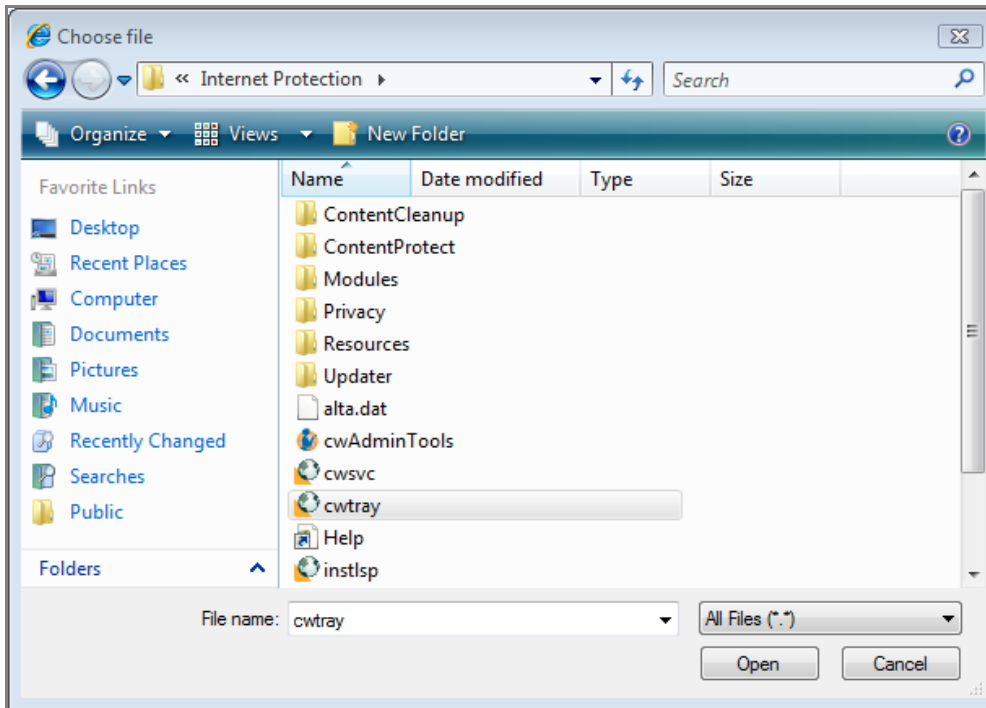 Choose file
« Internet Protection
Search
Organize Views New Folder
Favorite Links
Desktop
Recent Places
Computer
Documents
Pictures
Music
Recently Changed
Searches
Public
Folders
Name Date modified Type Size
ContentCleanup
ContentProtect
Modules
Privacy
Resources
Updater
alta.dat
cwAdminTools
cwsvc
cwtray
Help
instlsp
File name: cwtray All Files (*.*)
Open Cancel